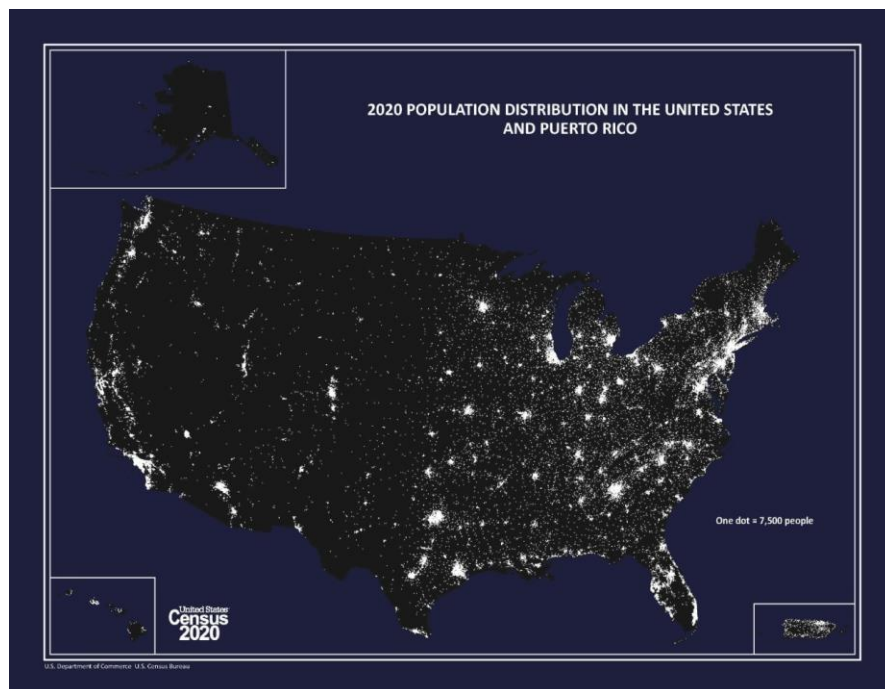 2020 POPULATION DISTRIBUTION IN THE UNITED STATES
AND PUERTO RICO
One dot = 7,500 people
United States®
Census
2020
U.S. Department of Commerce U.S. Census Bureau